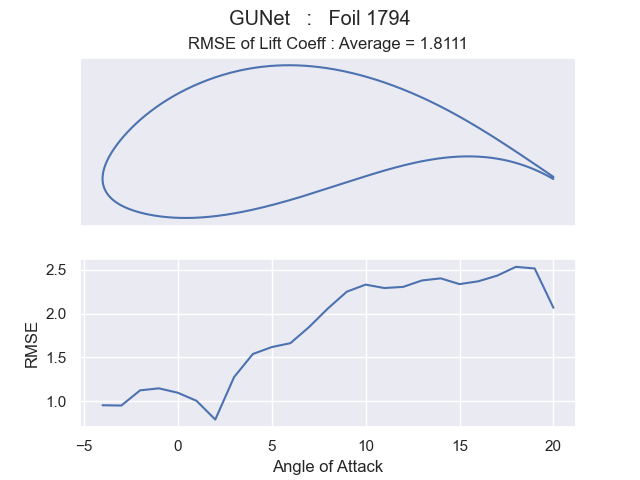 GUNet   :   Foil 1794
RMSE of Lift Coeff : Average = 1.8111
2.5
2.0
1.5
1.0
RMSE
−5 0 5 10 15 20
Angle of Attack